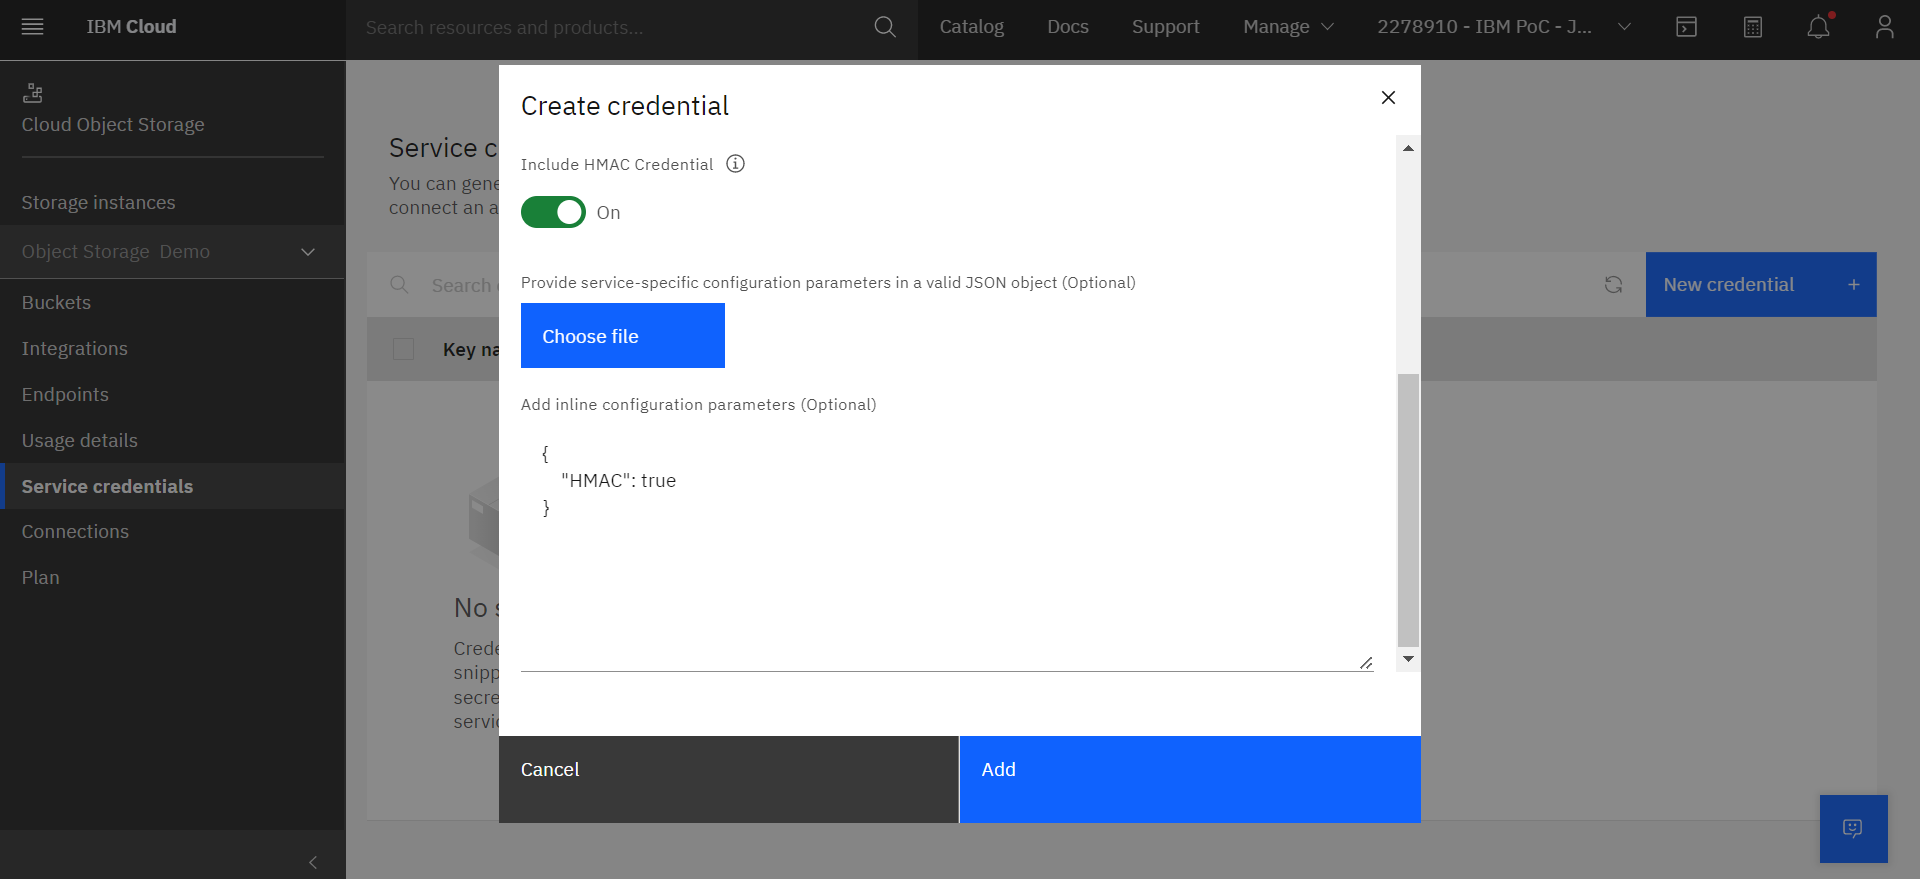 IBM Cloud
Search resources and products...
Catalog
Docs
Support
Manage
2278910 - IBM PoC - J...
Cloud Object Storage
Storage instances
Object Storage Demo
Buckets
Integrations
Endpoints
Usage details
Service credentials
Connections
Plan
Service c
You can gene
connect an a
Search
New credential +
Key na
No s
Crede
snipp
secre
servic
Create credential
Include HMAC Credential
On
Provide service-specific configuration parameters in a valid JSON object (Optional)
Choose file
Add inline configuration parameters (Optional)
{
"HMAC": true
}
Cancel
Add